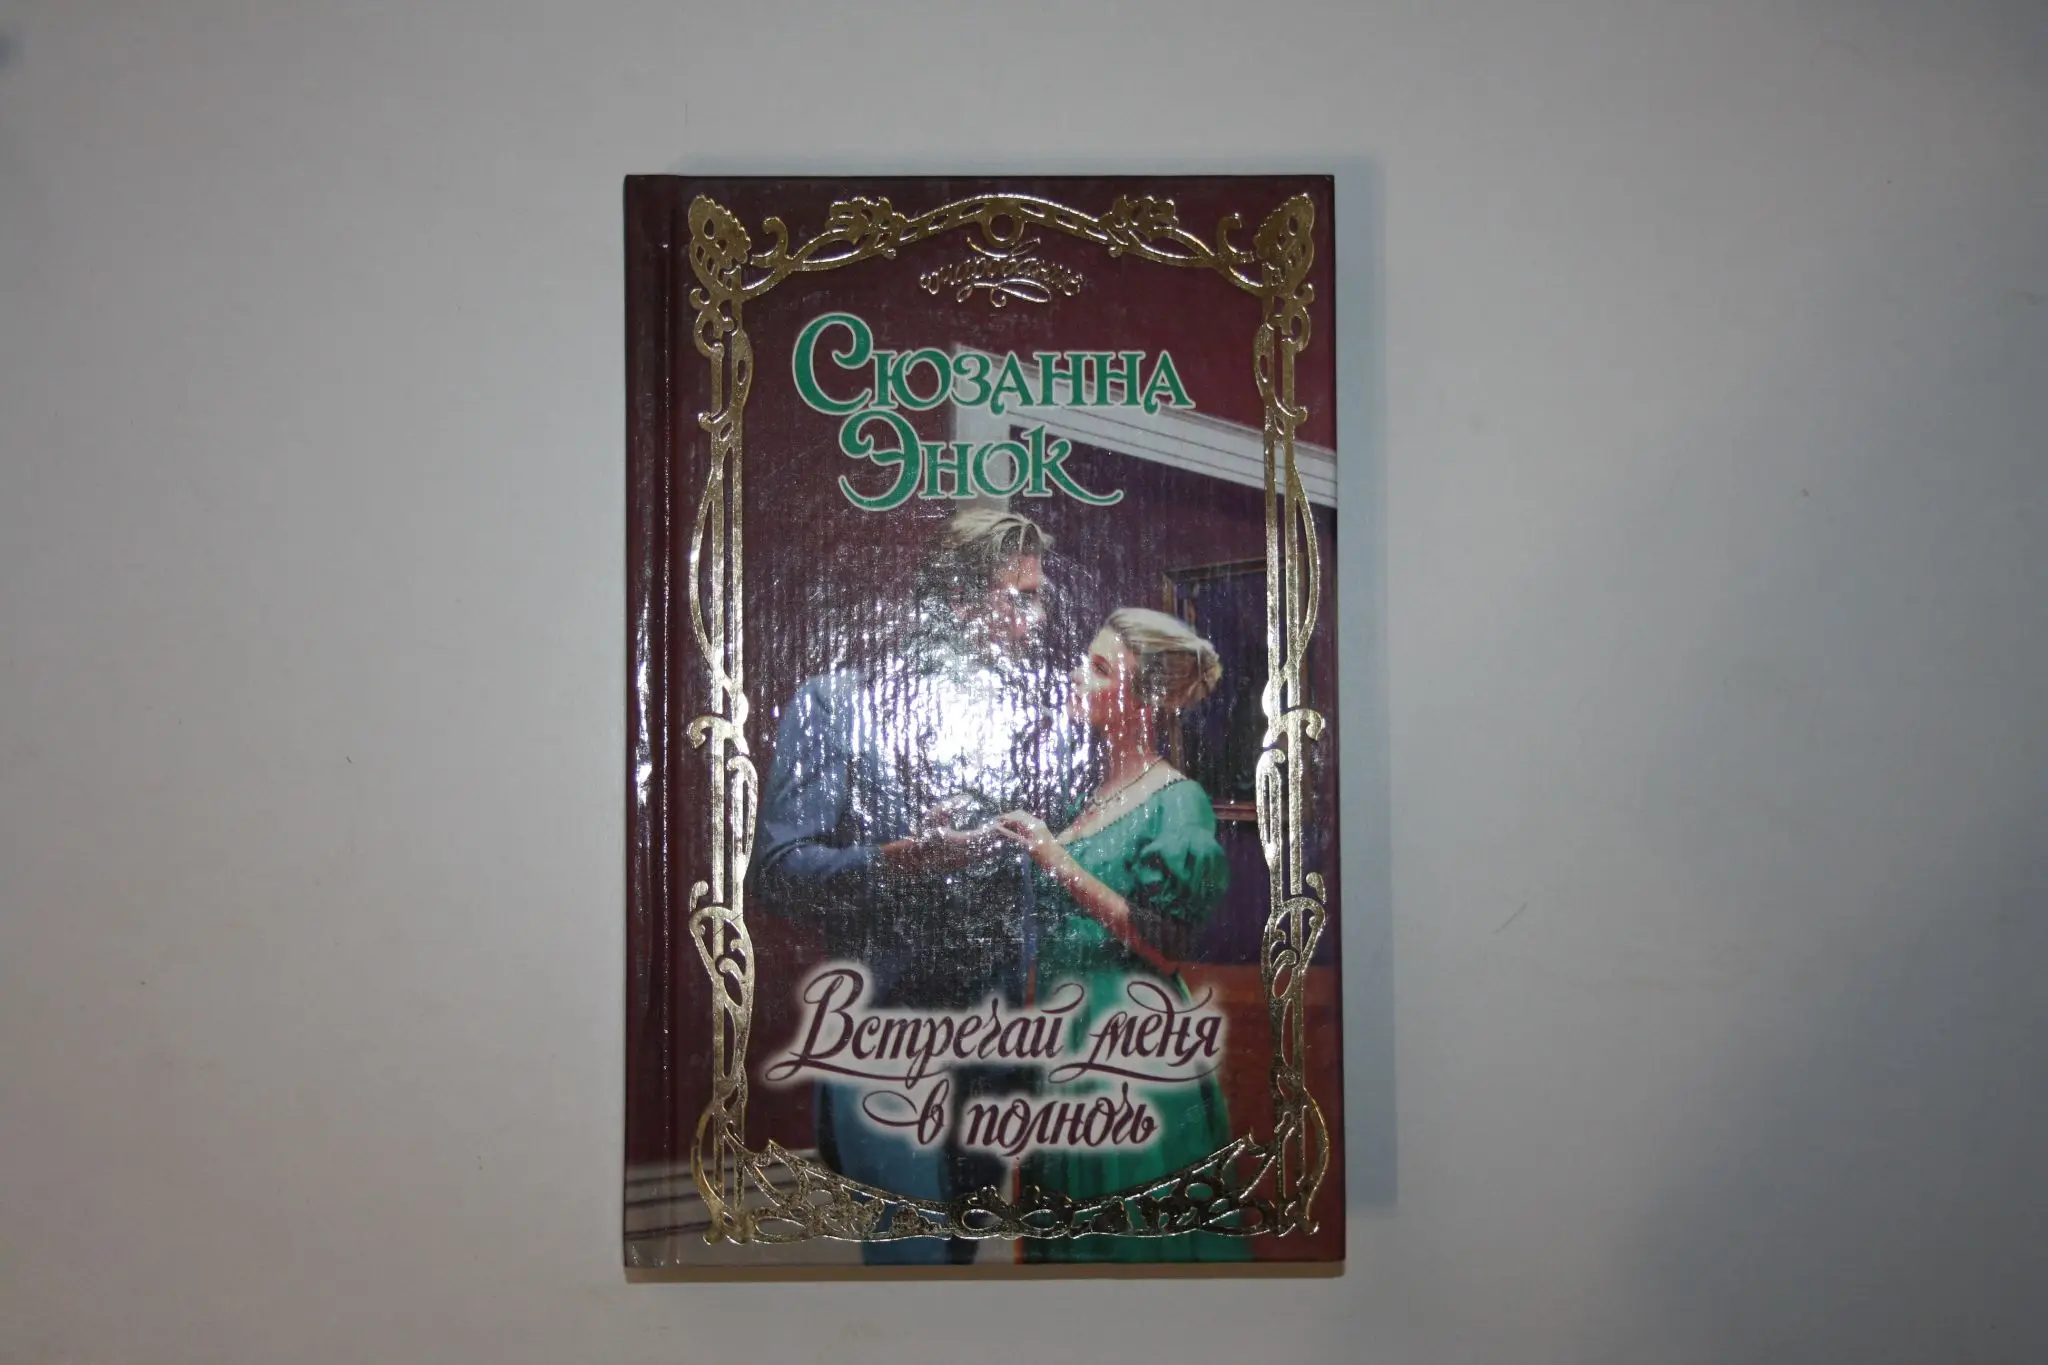 Очарование
Сюзанна
Энок
Встречай меня
в полночь